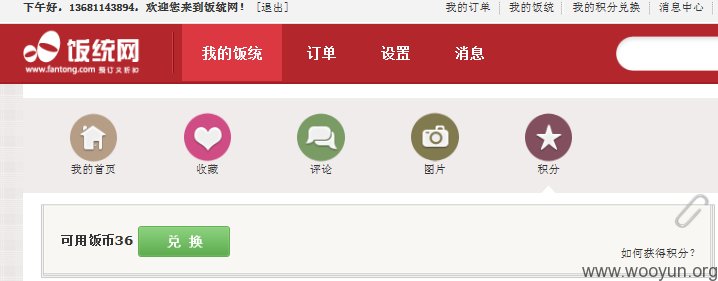 下午好，13681143894。欢迎您来到饭统网！ [退出] 我的订单 | 我的饭统 | 我的积分兑换 | 消息中心 |
饭统网 我的饭统 订单 设置 消息
www.fantong.com 预订又折扣
我的首页 收藏 评论 图片 积分
可用饭币36 兑 换
如何获得积分?
www.wooyun.org